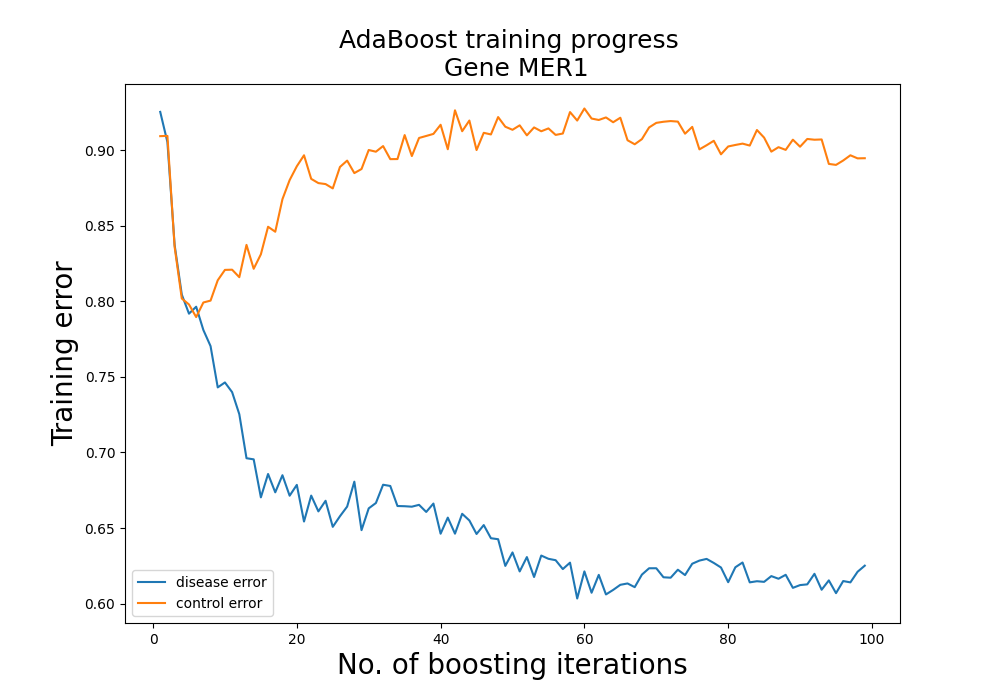 AdaBoost training progress
Gene MER1
Training error
0.90
0.85
0.80
0.75
0.70
0.65
0.60
disease error
control error
0 20 40 60 80 100
No. of boosting iterations